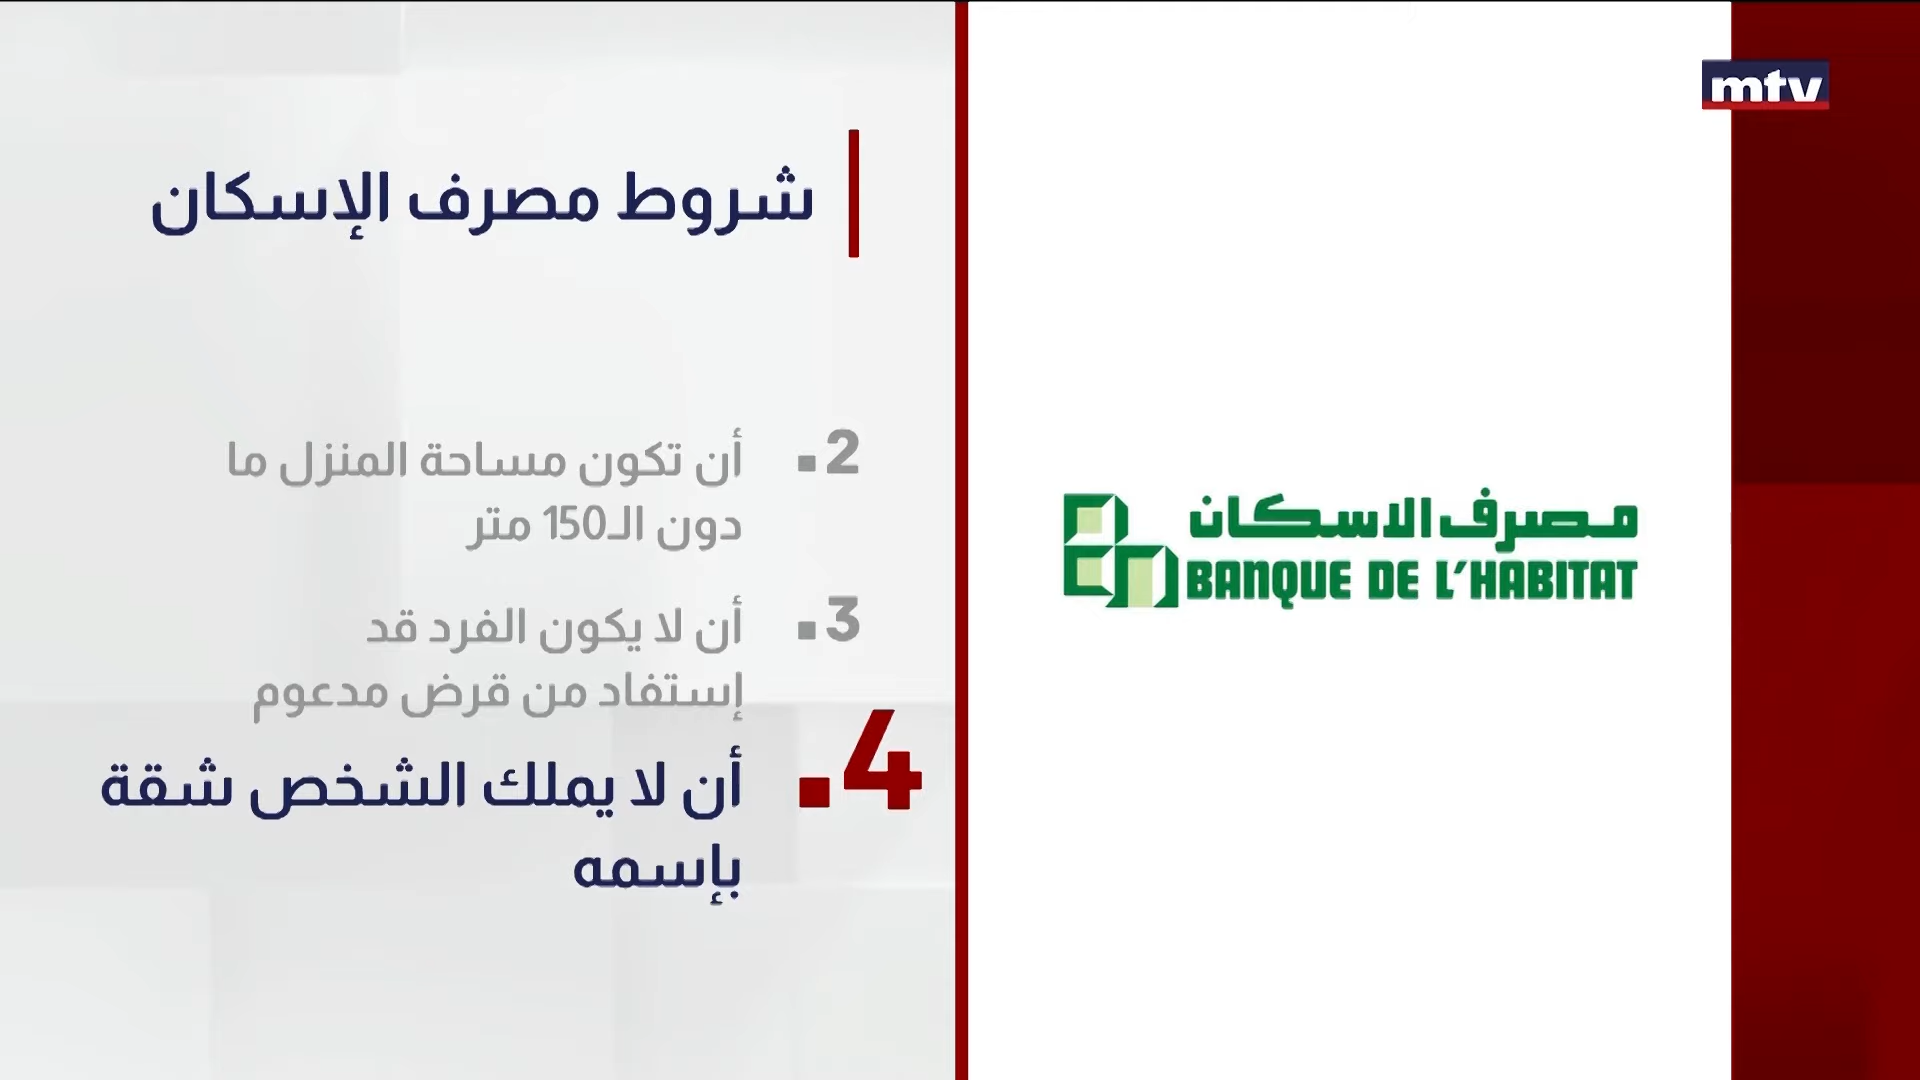 mtv
شروط مصرف الإسكان
2. أن تكون مساحة المنزل ما
دون الـ150 متر
3. أن لا يكون الفرد قد
إستفاد من قرض مدعوم
4. أن لا يملك الشخص شقة
بإسمه
مصرف الاسكان
BANQUE DE L'HABITAT